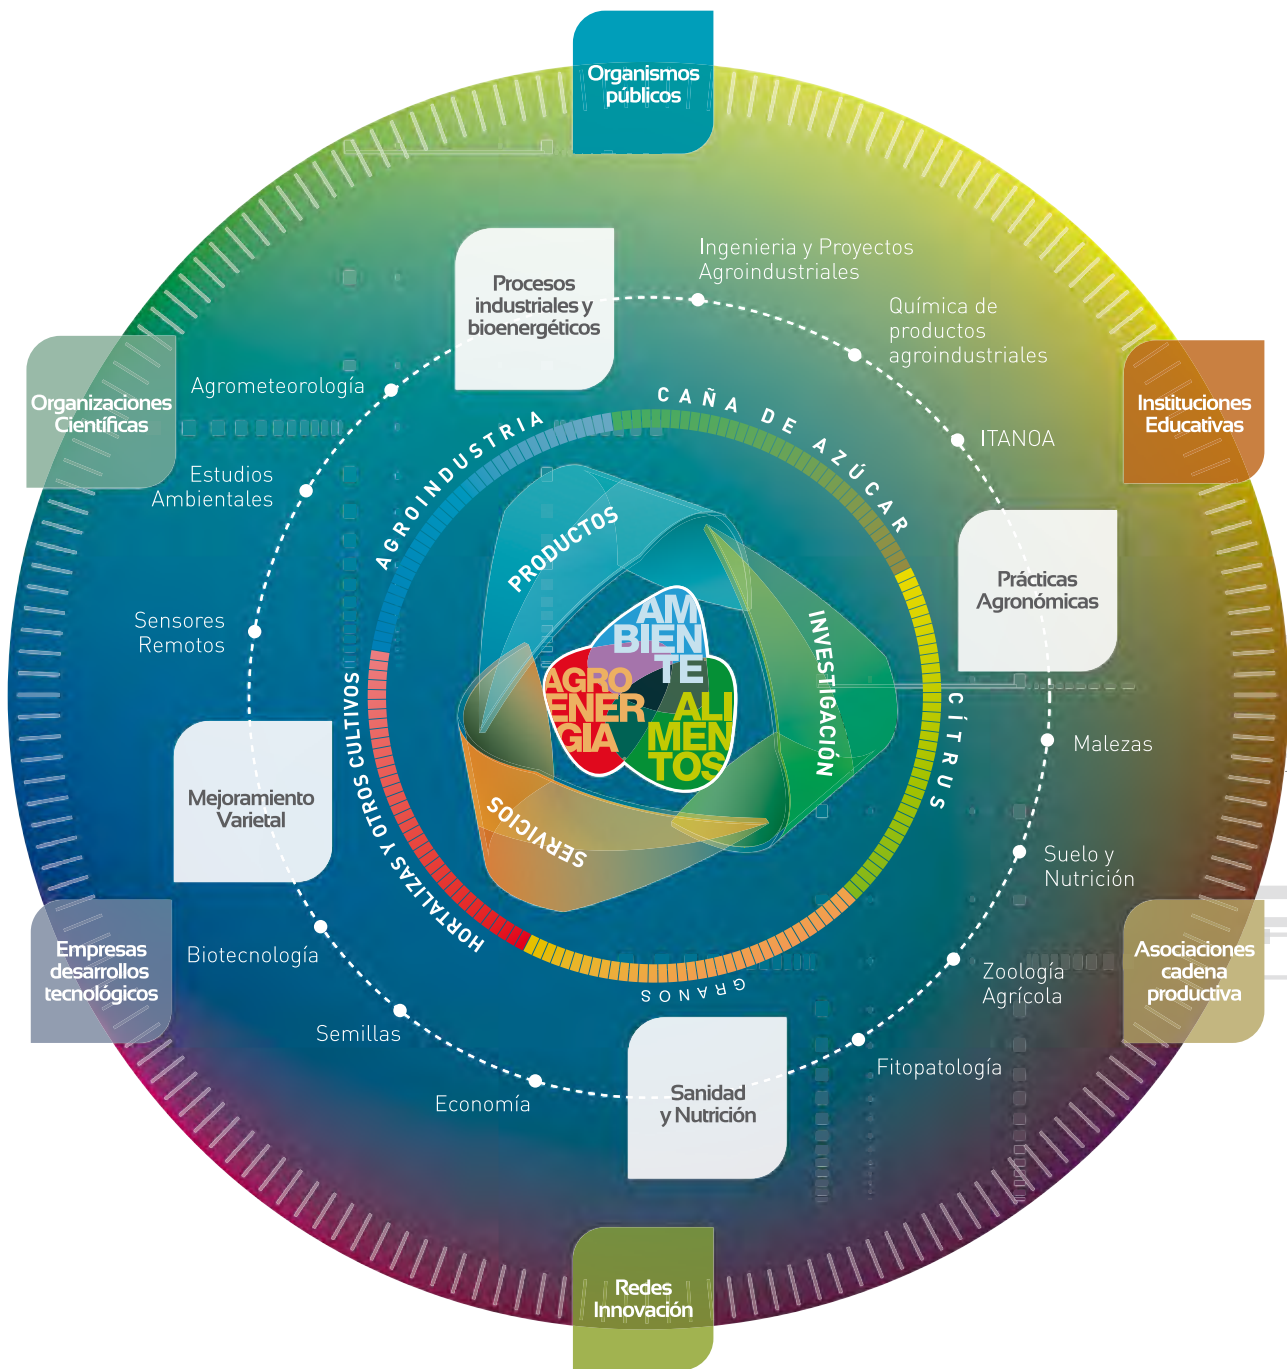 Organismos
públicos
Procesos
industriales y
bioenergéticos
Ingenieria y Proyectos
Agroindustriales
Química de
productos
agroindustriales
Organizaciones
Científicas
Agrometeorología
Instituciones
Educativas
ITANOA
Estudios
Ambientales
AGROINDUSTRIA
CAÑA DE AZÚCAR
PRODUCTOS
Prácticas
Agronómicas
Sensores
Remotos
AM
BIEN
TE
AGRO
ENER
GIA
ALI
MEN
TOS
INVESTIGACIÓN
CÍTRUS
Malezas
HORTALIZAS Y OTROS CULTIVOS
Mejoramiento
Varietal
SERVICIOS
Suelo y
Nutrición
Empresas
desarrollos
tecnológicos
Biotecnología
Asociaciones
cadena
productiva
Zoología
Agrícola
GRANOS
Semillas
Fitopatología
Economía
Sanidad
y Nutrición
Redes
Innovación